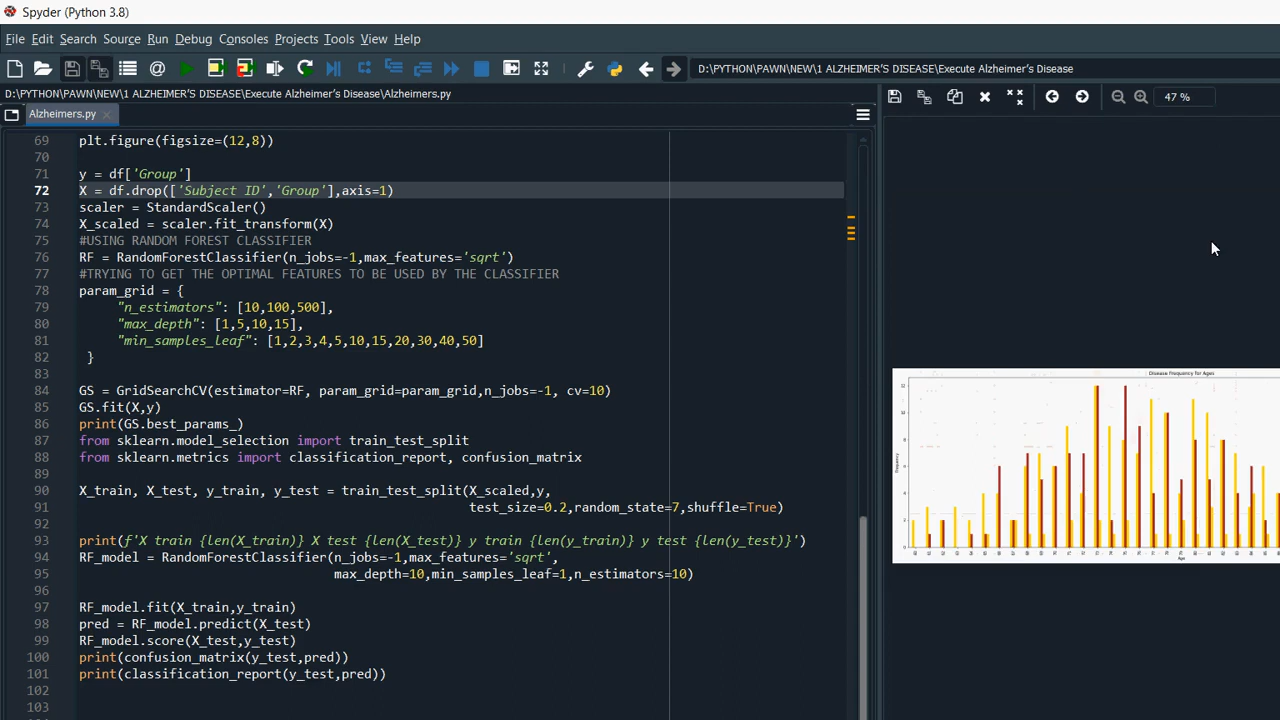 Spyder (Python 3.8)
File Edit Search Source Run Debug Consoles Projects Tools View Help
D:\PYTHON\PAWN\NEW\1 ALZHEIMER'S DISEASE\Execute Alzheimer's Disease
D:\PYTHON\PAWN\NEW\1 ALZHEIMER'S DISEASE\Execute Alzheimer's Disease\Alzheimers.py
Alzheimers.py
47 %
69 plt.figure(figsize=(12,8))
70
71 y = df['Group']
72 X = df.drop(['Subject ID','Group'],axis=1)
73 scaler = StandardScaler()
74 X_scaled = scaler.fit_transform(X)
75 #USING RANDOM FOREST CLASSIFIER
76 RF = RandomForestClassifier(n_jobs=-1,max_features='sqrt')
77 #TRYING TO GET THE OPTIMAL FEATURES TO BE USED BY THE CLASSIFIER
78 param_grid = {
79 "n_estimators": [10,100,500],
80 "max_depth": [1,5,10,15],
81 "min_samples_leaf": [1,2,3,4,5,10,15,20,30,40,50]
82 }
83
84 GS = GridSearchCV(estimator=RF, param_grid=param_grid,n_jobs=-1, cv=10)
85 GS.fit(X,y)
86 print(GS.best_params_)
87 from sklearn.model_selection import train_test_split
88 from sklearn.metrics import classification_report, confusion_matrix
89
90 X_train, X_test, y_train, y_test = train_test_split(X_scaled,y,
91 test_size=0.2,random_state=7,shuffle=True)
92
93 print(f'X train {len(X_train)} X test {len(X_test)} y train {len(y_train)} y test {len(y_test)}')
94 RF_model = RandomForestClassifier(n_jobs=-1,max_features='sqrt',
95 max_depth=10,min_samples_leaf=1,n_estimators=10)
96
97 RF_model.fit(X_train,y_train)
98 pred = RF_model.predict(X_test)
99 RF_model.score(X_test,y_test)
100 print(confusion_matrix(y_test,pred))
101 print(classification_report(y_test,pred))
102
103
Disease Frequency for Ages
Frequency
Age